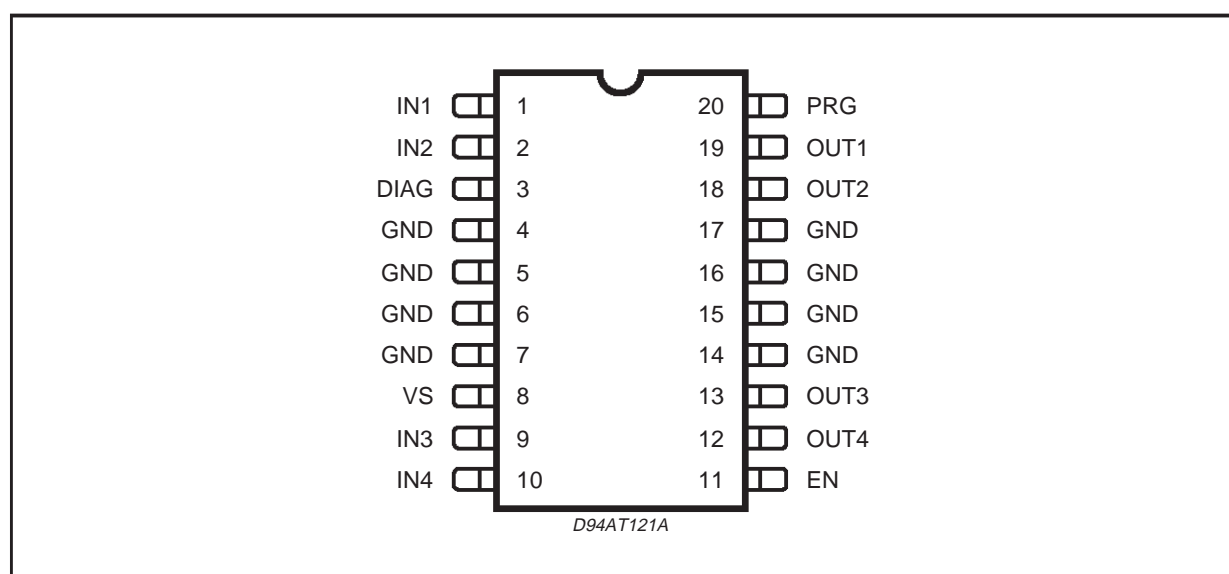 IN1 1 20 PRG
IN2 2 19 OUT1
DIAG 3 18 OUT2
GND 4 17 GND
GND 5 16 GND
GND 6 15 GND
GND 7 14 GND
VS 8 13 OUT3
IN3 9 12 OUT4
IN4 10 11 EN
D94AT121A